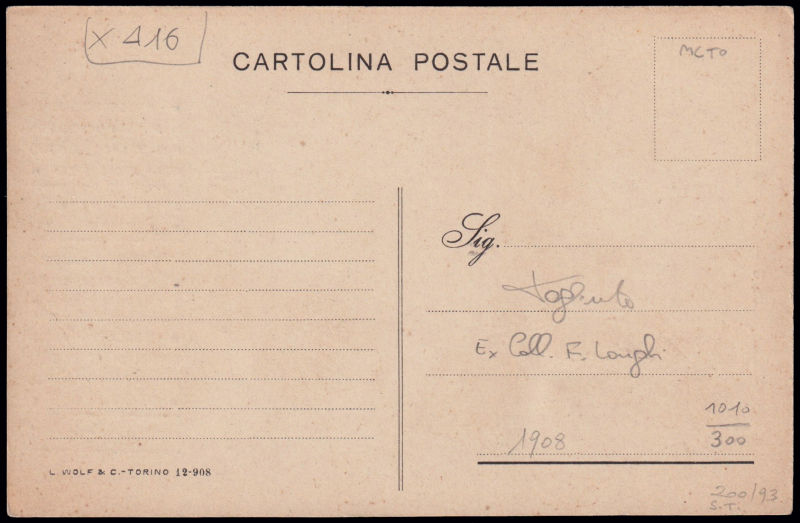 X 416
CARTOLINA POSTALE
MCTO
Sig.
Ex Coll. F. Longhi
1010
300
1908
L. WOLF & C.-TORINO 12-908
200/93
S.T.